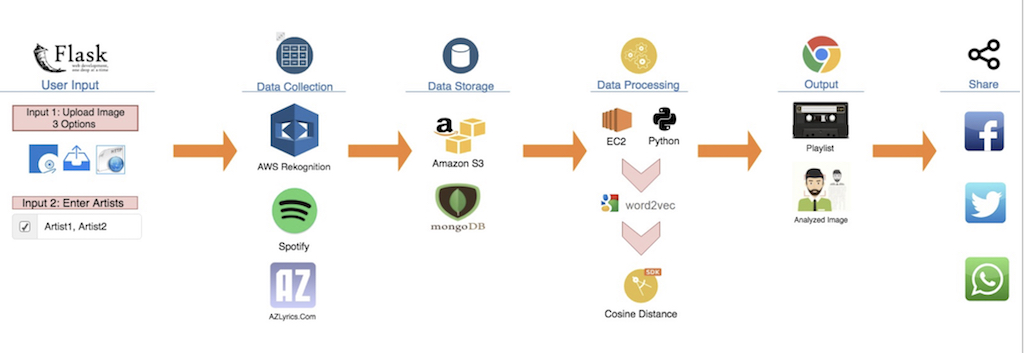 Flask
web development,
one drop at a time
User Input
Input 1: Upload Image
3 Options
Input 2: Enter Artists
Artist1, Artist2
Data Collection
AWS Rekognition
Spotify
AZ
AZLyrics.Com
Data Storage
a
Amazon S3
mongoDB
Data Processing
EC2
Python
word2vec
SDK
Cosine Distance
Output
Playlist
Analyzed Image
Share